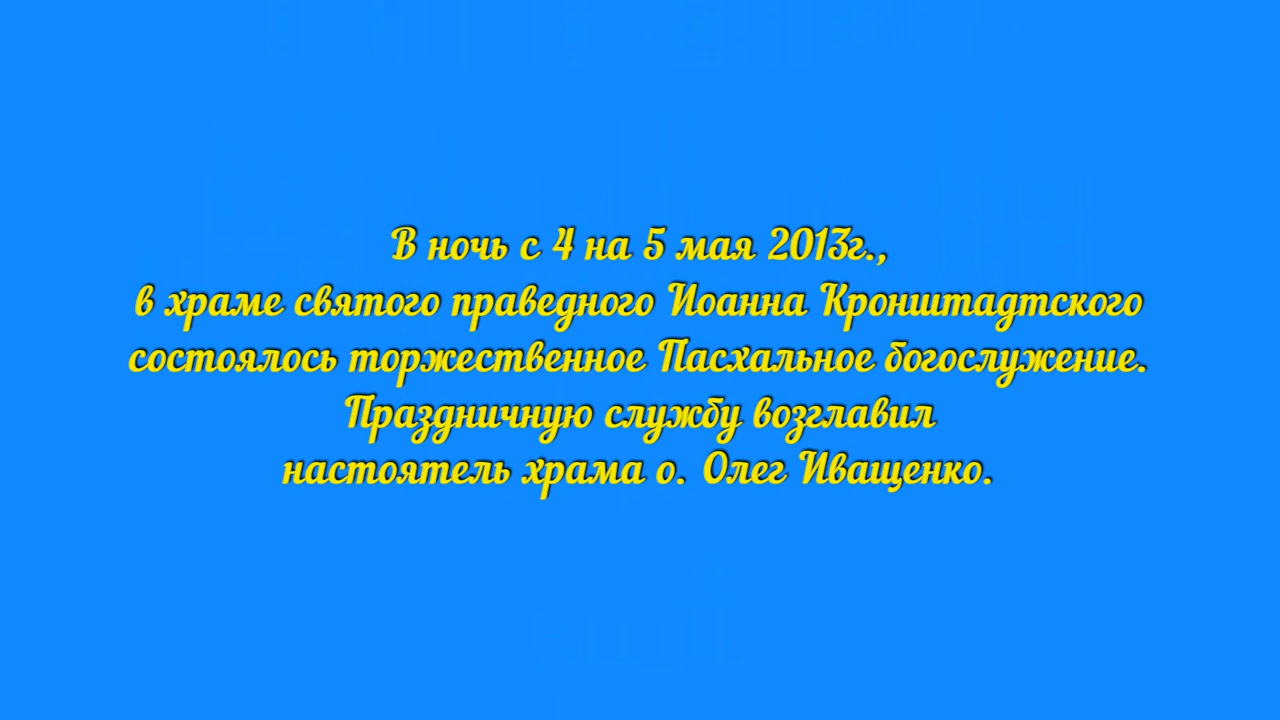 В ночь с 4 на 5 мая 2013г.,
в храме святого праведного Иоанна Кронштадтского
состоялось торжественное Пасхальное богослужение.
Праздничную службу возглавил
настоятель храма о. Олег Иващенко.